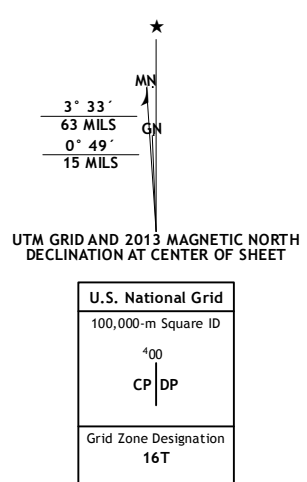 ★
MN
3° 33´
63 MILS
GN
0° 49´
15 MILS
UTM GRID AND 2013 MAGNETIC NORTH
DECLINATION AT CENTER OF SHEET
U.S. National Grid
100,000-m Square ID
⁴00
CP DP
Grid Zone Designation
16T